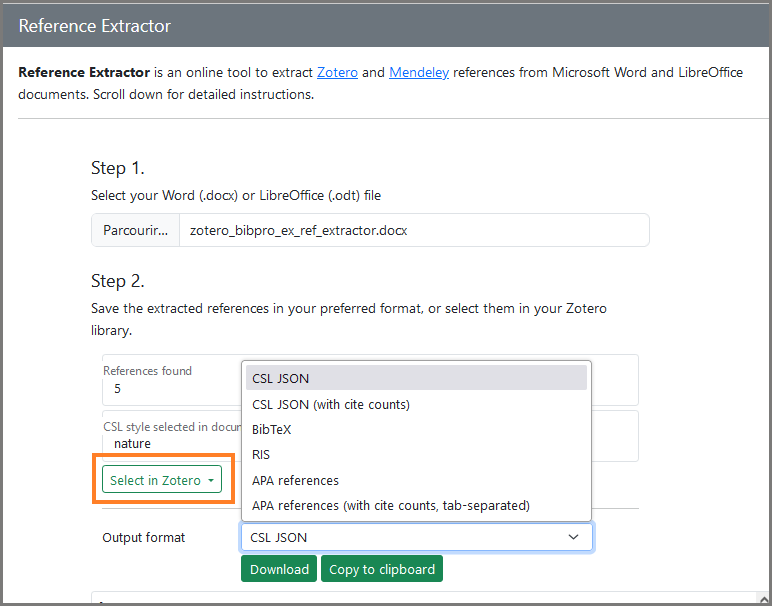 Reference Extractor
Reference Extractor is an online tool to extract Zotero and Mendeley references from Microsoft Word and LibreOffice
documents. Scroll down for detailed instructions.
Step 1.
Select your Word (.docx) or LibreOffice (.odt) file
Parcourir... zotero_bibpro_ex_ref_extractor.docx
Step 2.
Save the extracted references in your preferred format, or select them in your Zotero
library.
References found
5
CSL style selected in docu
nature
Select in Zotero
CSL JSON
CSL JSON (with cite counts)
BibTeX
RIS
APA references
APA references (with cite counts, tab-separated)
Output format CSL JSON
Download Copy to clipboard